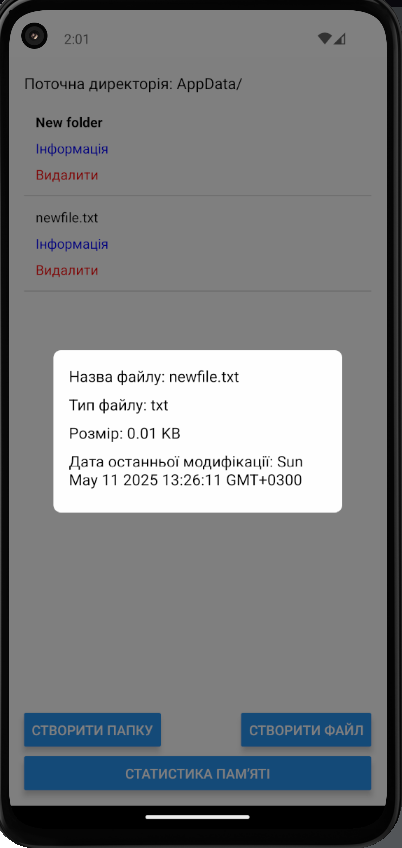 2:01
Поточна директорія: AppData/
New folder
Інформація
Видалити
newfile.txt
Інформація
Видалити
Назва файлу: newfile.txt
Тип файлу: txt
Розмір: 0.01 KB
Дата останньої модифікації: Sun
May 11 2025 13:26:11 GMT+0300
СТВОРИТИ ПАПКУ
СТВОРИТИ ФАЙЛ
СТАТИСТИКА ПАМ'ЯТІ